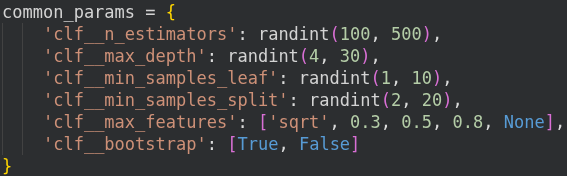 common_params = {
    'clf__n_estimators': randint(100, 500),
    'clf__max_depth': randint(4, 30),
    'clf__min_samples_leaf': randint(1, 10),
    'clf__min_samples_split': randint(2, 20),
    'clf__max_features': ['sqrt', 0.3, 0.5, 0.8, None],
    'clf__bootstrap': [True, False]
}